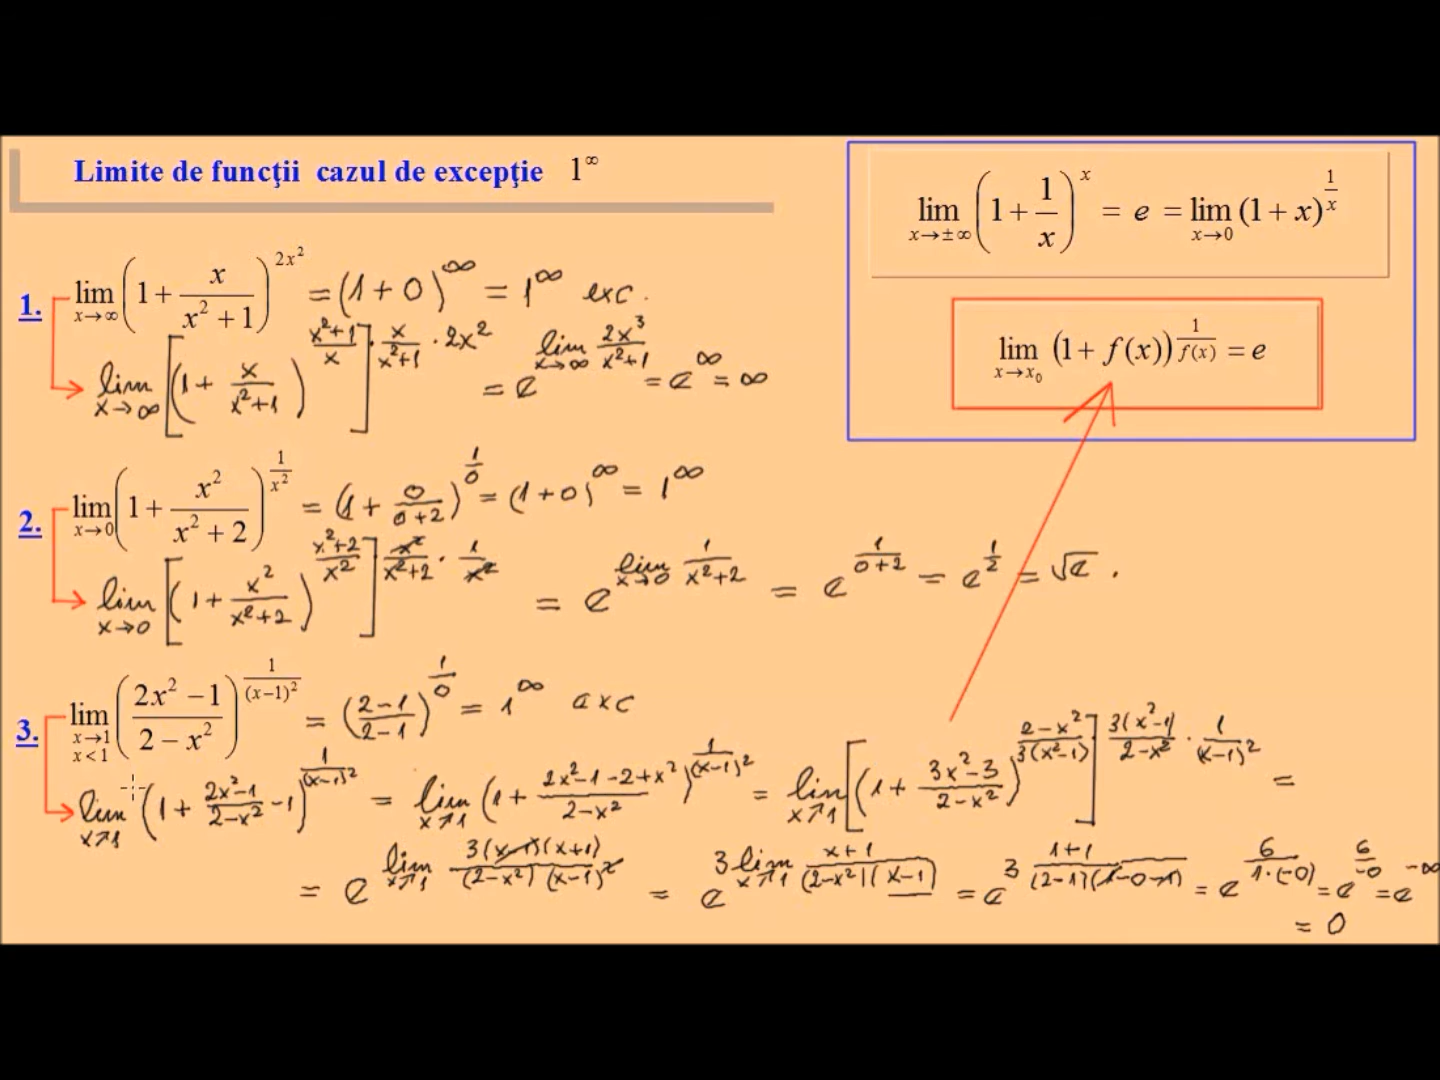 Limite de funcţii cazul de excepţie 1^∞
lim_{x→±∞} (1 + 1/x)^x = e = lim_{x→0} (1 + x)^{1/x}
lim_{x→x₀} (1 + f(x))^{1/f(x)} = e
1. lim_{x→∞} (1 + x/(x² + 1))^{2x²} = (1+0)^∞ = 1^∞ exc.
lim_{x→∞} [(1 + x/(x²+1))^{(x²+1)/x}]^{x/(x²+1) · 2x²} = e^{lim_{x→∞} 2x³/(x²+1)} = e^∞ = ∞
2. lim_{x→0} (1 + x²/(x² + 2))^{1/x²} = (1 + 0/(0+2))^{1/0} = (1+0)^∞ = 1^∞
lim_{x→0} [(1 + x²/(x²+2))^{(x²+2)/x²}]^{x²/(x²+2) · 1/x²} = e^{lim_{x→0} 1/(x²+2)} = e^{1/(0+2)} = e^{1/2} = √e .
3. lim_{x→1, x<1} ((2x² − 1)/(2 − x²))^{1/(x−1)²} = ((2−1)/(2−1))^{1/0} = 1^∞ exc
lim_{x↗1} (1 + (2x²−1)/(2−x²) − 1)^{1/(x−1)²} = lim_{x↗1} (1 + (2x²−1−2+x²)/(2−x²))^{1/(x−1)²} = lim_{x↗1} [(1 + (3x²−3)/(2−x²))^{(2−x²)/(3(x²−1))}]^{3(x²−1)/(2−x²) · 1/(x−1)²} =
= e^{lim_{x↗1} 3(x−1)(x+1)/((2−x²)(x−1)²)} = e^{3 lim_{x↗1} (x+1)/((2−x²)(x−1))} = e^{3 (1+1)/((2−1)(1−0−1))} = e^{6/(1·(−0))} = e^{6/−0} = e^{−∞}
= 0